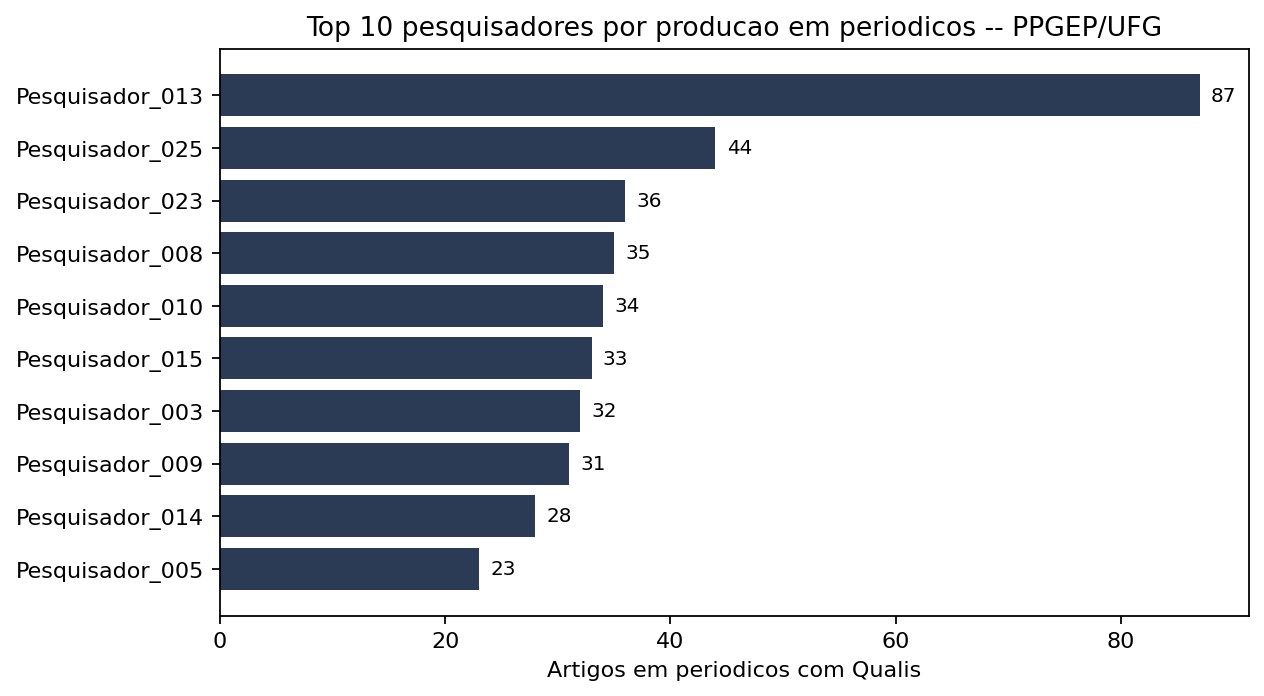 Top 10 pesquisadores por producao em periodicos -- PPGEP/UFG
Pesquisador_013 87
Pesquisador_025 44
Pesquisador_023 36
Pesquisador_008 35
Pesquisador_010 34
Pesquisador_015 33
Pesquisador_003 32
Pesquisador_009 31
Pesquisador_014 28
Pesquisador_005 23
0 20 40 60 80
Artigos em periodicos com Qualis